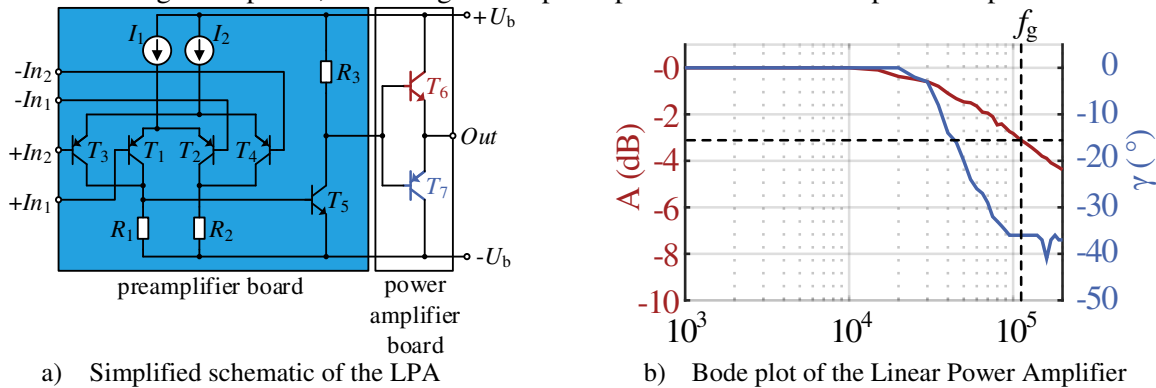 I1 I2 +Ub
-In2
R3
-In1
T6
Out
+In2 T3 T1 T2 T4
T7
+In1
T5
R1 R2
-Ub
preamplifier board
power
amplifier
board
a) Simplified schematic of the LPA
fg
-0
-2
-4
-6
-8
-10
A (dB)
0
-10
-20
-30
-40
-50
γ (°)
10^3 10^4 10^5
b) Bode plot of the Linear Power Amplifier